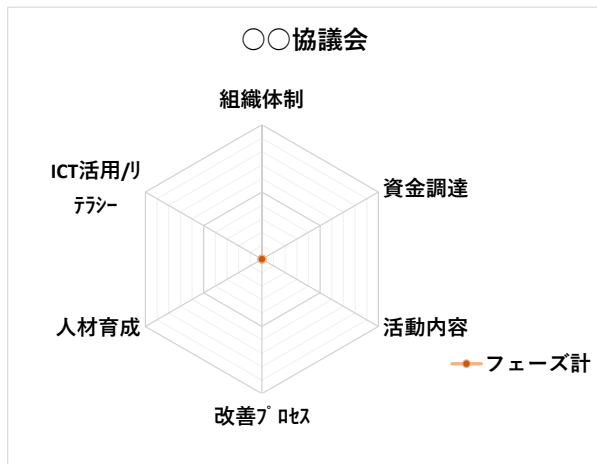 ○○協議会
組織体制
ICT活用/リ
テラシー
資金調達
人材育成
活動内容
フェーズ計
改善プロセス